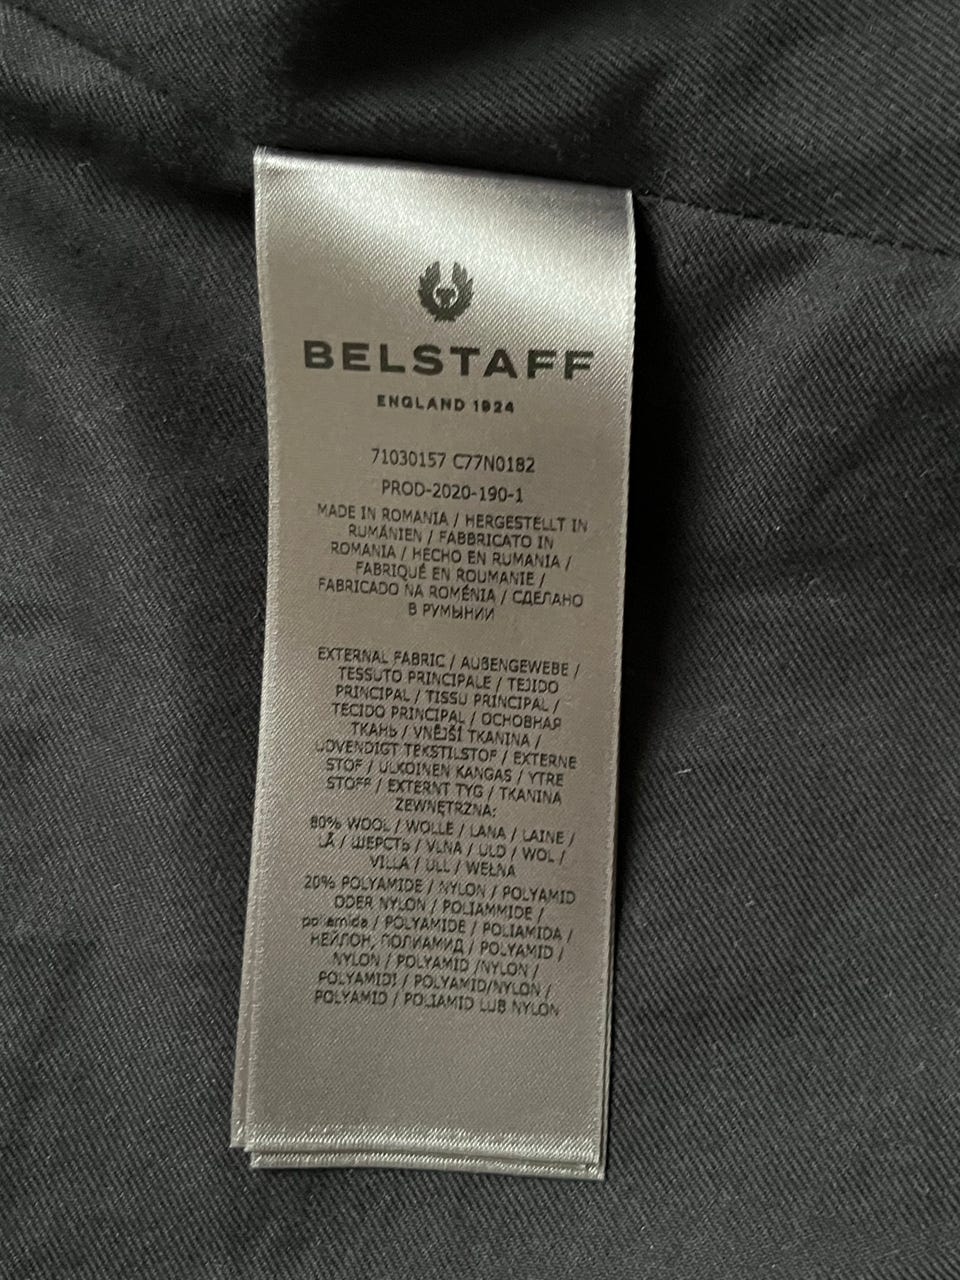 BELSTAFF
ENGLAND 1924
71030157 C77N0182
PROD-2020-190-1
MADE IN ROMANIA / HERGESTELLT IN
RUMÄNIEN / FABBRICATO IN
ROMANIA / HECHO EN RUMANIA /
FABRIQUÉ EN ROUMANIE /
FABRICADO NA ROMÉNIA / СДЕЛАНО
В РУМЫНИИ
EXTERNAL FABRIC / AUßENGEWEBE /
TESSUTO PRINCIPALE / TEJIDO
PRINCIPAL / TISSU PRINCIPAL /
TECIDO PRINCIPAL / ОСНОВНАЯ
ТКАНЬ / VNĚJŠÍ TKANINA /
UDVENDIGT TEKSTILSTOF / EXTERNE
STOF / ULKOINEN KANGAS / YTRE
STOFF / EXTERNT TYG / TKANINA
ZEWNĘTRZNA:
80% WOOL / WOLLE / LANA / LAINE /
LÃ / ШЕРСТЬ / VLNA / ULD / WOL /
VILLA / ULL / WEŁNA
20% POLYAMIDE / NYLON / POLYAMID
ODER NYLON / POLIAMMIDE /
poliamida / POLYAMIDE / POLIAMIDA /
НЕЙЛОН, ПОЛИАМИД / POLYAMID /
NYLON / POLYAMID /NYLON /
POLYAMIDI / POLYAMID/NYLON /
POLYAMID / POLIAMID LUB NYLON